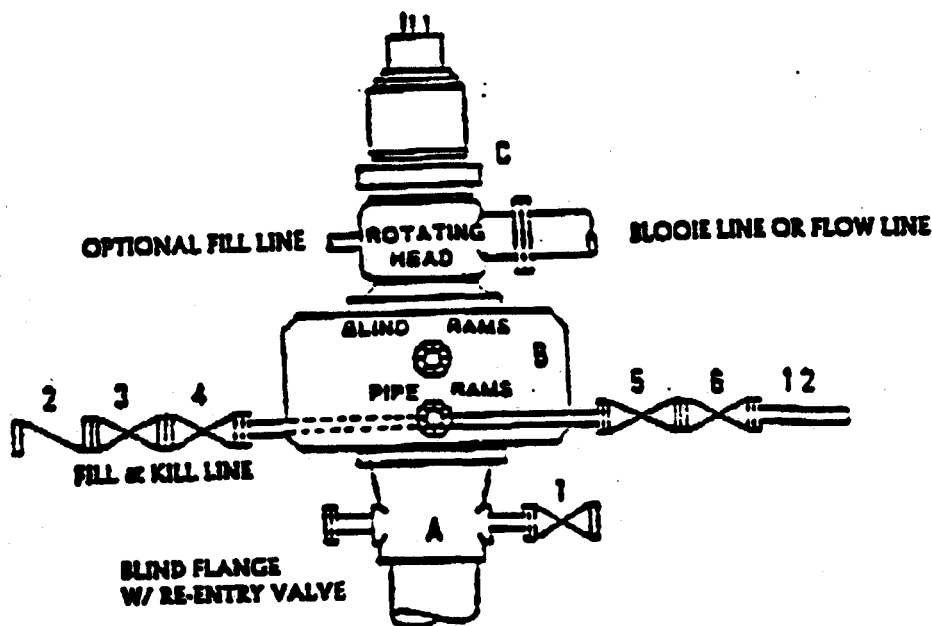 C
OPTIONAL FILL LINE
ROTATING
HEAD
BLOOIE LINE OR FLOW LINE
BLIND RAMS
B
PIPE RAMS
2 3 4
5 6 12
FILL & KILL LINE
1
A
BLIND FLANGE
W/ RE-ENTRY VALVE